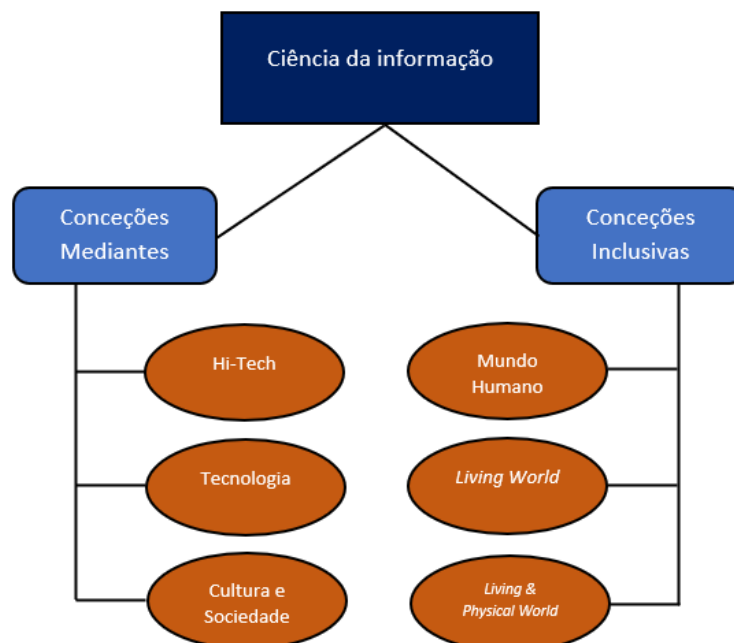 Ciência da informação
Conceções
Mediantes
Conceções
Inclusivas
Hi-Tech
Mundo
Humano
Tecnologia
Living World
Cultura e
Sociedade
Living &
Physical World